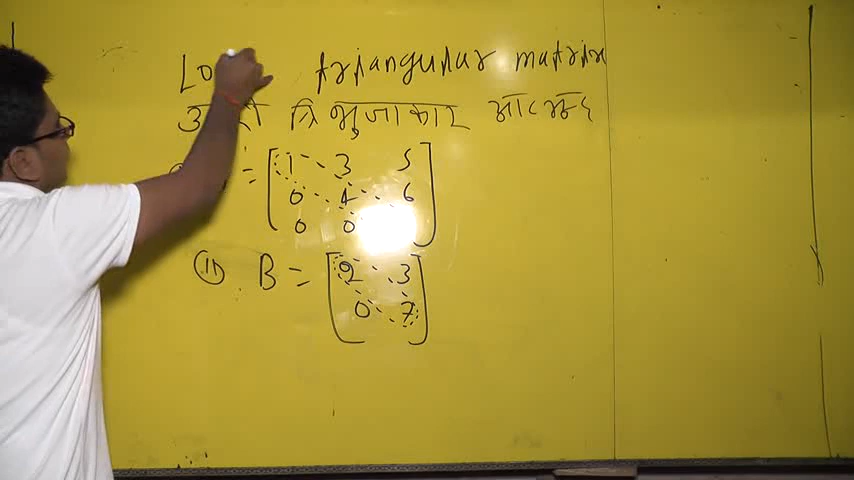 Lo triangular matrix
त्रिभुजाकार आव्यूह
= [1 3 5
0 4 6
0 0
(ii) B = [2 3
0 7]